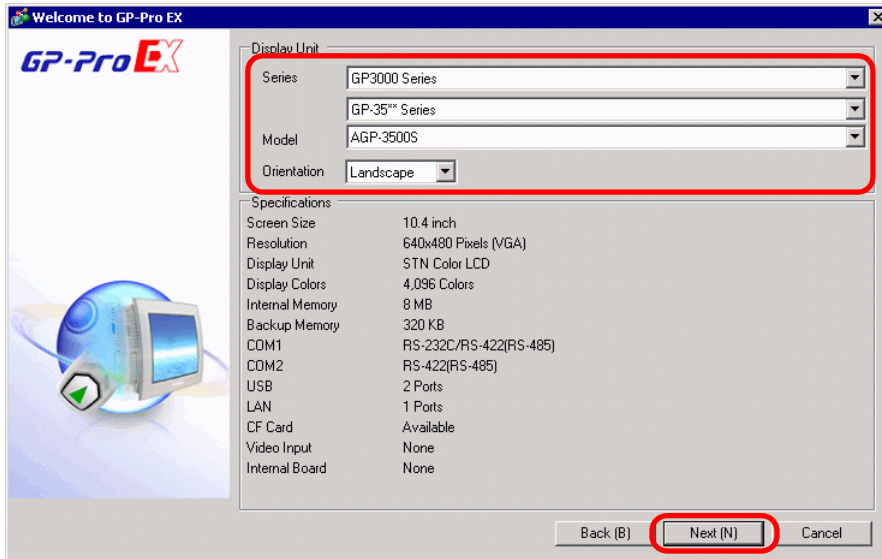 Welcome to GP-Pro EX
GP-Pro EX
Display Unit
Series GP3000 Series
GP-35** Series
Model AGP-3500S
Orientation Landscape
Specifications
Screen Size 10.4 inch
Resolution 640x480 Pixels (VGA)
Display Unit STN Color LCD
Display Colors 4,096 Colors
Internal Memory 8 MB
Backup Memory 320 KB
COM1 RS-232C/RS-422(RS-485)
COM2 RS-422(RS-485)
USB 2 Ports
LAN 1 Ports
CF Card Available
Video Input None
Internal Board None
Back (B) Next (N) Cancel